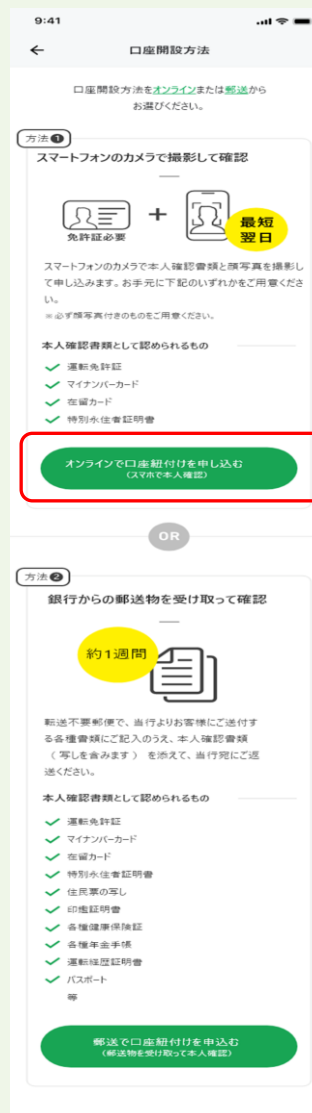 9:41
口座開設方法
口座開設方法をオンラインまたは郵送から
お選びください。
方法❶
スマートフォンのカメラで撮影して確認
免許証必要
+
最短
翌日
スマートフォンのカメラで本人確認書類と顔写真を撮影し
て申し込みます。お手元に下記のいずれかをご用意くださ
い。
※必ず顔写真付きのものをご用意ください。
本人確認書類として認められるもの
運転免許証
マイナンバーカード
在留カード
特別永住者証明書
オンラインで口座紐付けを申し込む
(スマホで本人確認)
OR
方法❷
銀行からの郵送物を受け取って確認
約1週間
転送不要郵便で、当行よりお客様にご送付す
る各種書類にご記入のうえ、本人確認書類
(写しを含みます) を添えて、当行宛にご返
送ください。
本人確認書類として認められるもの
運転免許証
マイナンバーカード
在留カード
特別永住者証明書
住民票の写し
印鑑証明書
各種健康保険証
各種年金手帳
運転経歴証明書
パスポート
等
郵送で口座紐付けを申込む
(郵送物を受け取って本人確認)